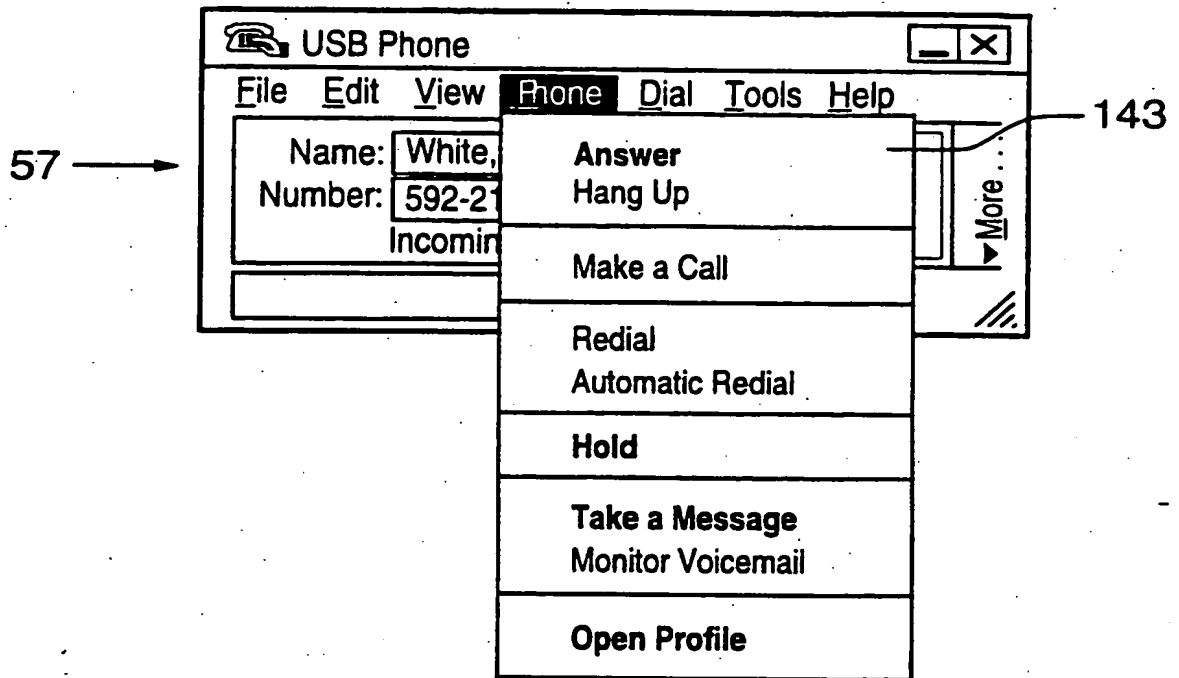 USB Phone
File Edit View Phone Dial Tools Help
143
57
Name: White,
Number: 592-21
Incomin
More...
Answer
Hang Up
Make a Call
Redial
Automatic Redial
Hold
Take a Message
Monitor Voicemail
Open Profile